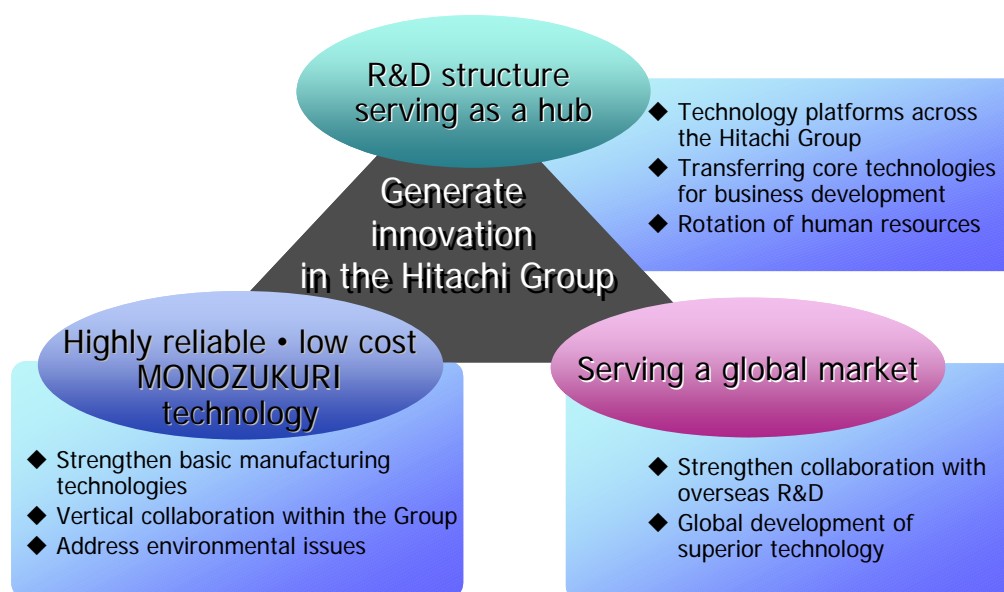 R&D structure
serving as a hub
◆ Technology platforms across
the Hitachi Group
◆ Transferring core technologies
for business development
◆ Rotation of human resources
Generate
innovation
in the Hitachi Group
Highly reliable • low cost
MONOZUKURI
technology
◆ Strengthen basic manufacturing
technologies
◆ Vertical collaboration within the Group
◆ Address environmental issues
Serving a global market
◆ Strengthen collaboration with
overseas R&D
◆ Global development of
superior technology